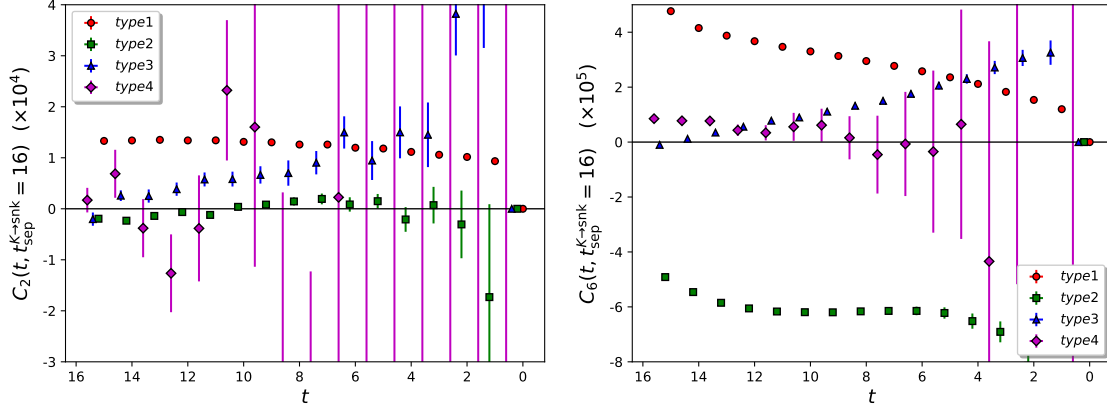 4
3
2
1
0
-1
-2
-3
16 14 12 10 8 6 4 2 0
t
C₂(t, t_sep^{K→snk} = 16) (×10⁴)
type1
type2
type3
type4
4
2
0
-2
-4
-6
-8
16 14 12 10 8 6 4 2 0
t
C₆(t, t_sep^{K→snk} = 16) (×10⁵)
type1
type2
type3
type4